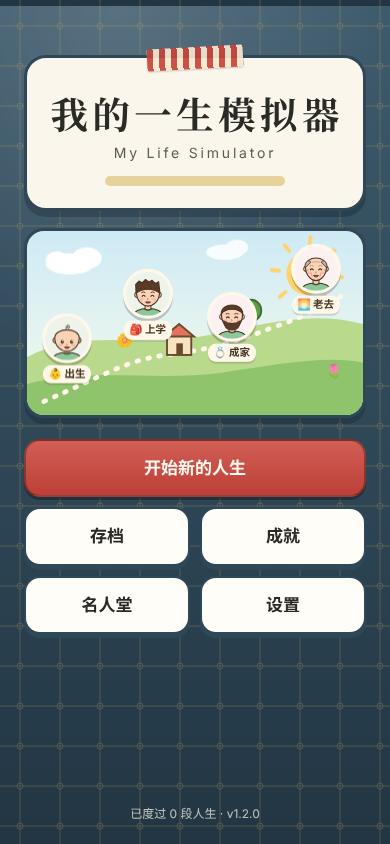 我的一生模拟器
My Life Simulator
👶 出生
🎒 上学
💍 成家
🌅 老去
开始新的人生
存档
成就
名人堂
设置
已度过 0 段人生 · v1.2.0